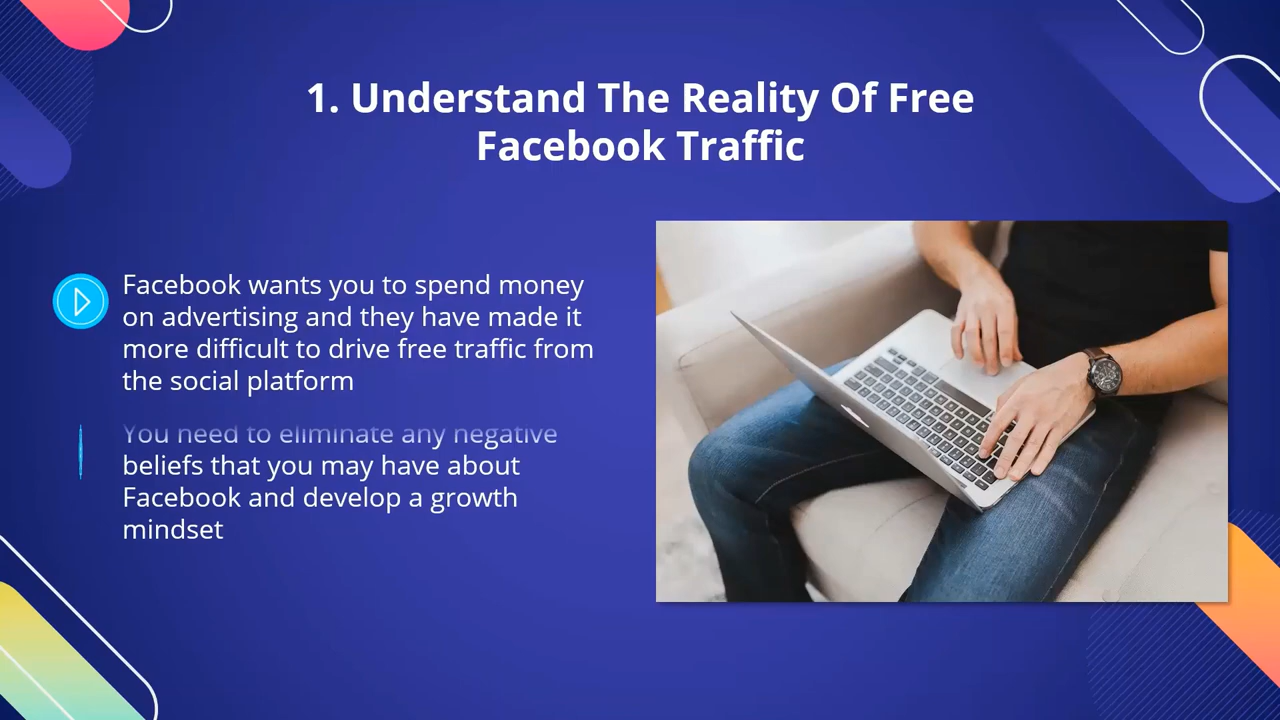 1. Understand The Reality Of Free
Facebook Traffic
Facebook wants you to spend money
on advertising and they have made it
more difficult to drive free traffic from
the social platform
You need to eliminate any negative
beliefs that you may have about
Facebook and develop a growth
mindset